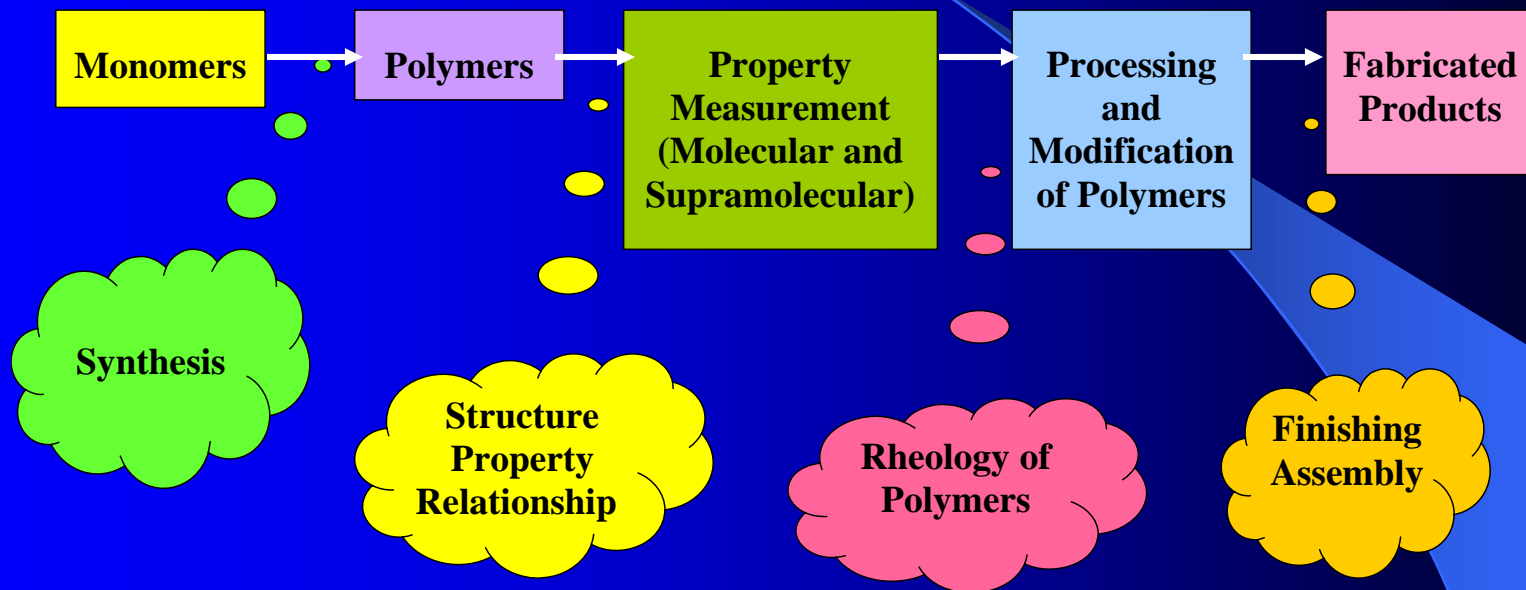 Monomers
Polymers
Property
Measurement
(Molecular and
Supramolecular)
Processing
and
Modification
of Polymers
Fabricated
Products
Synthesis
Structure
Property
Relationship
Rheology of
Polymers
Finishing
Assembly